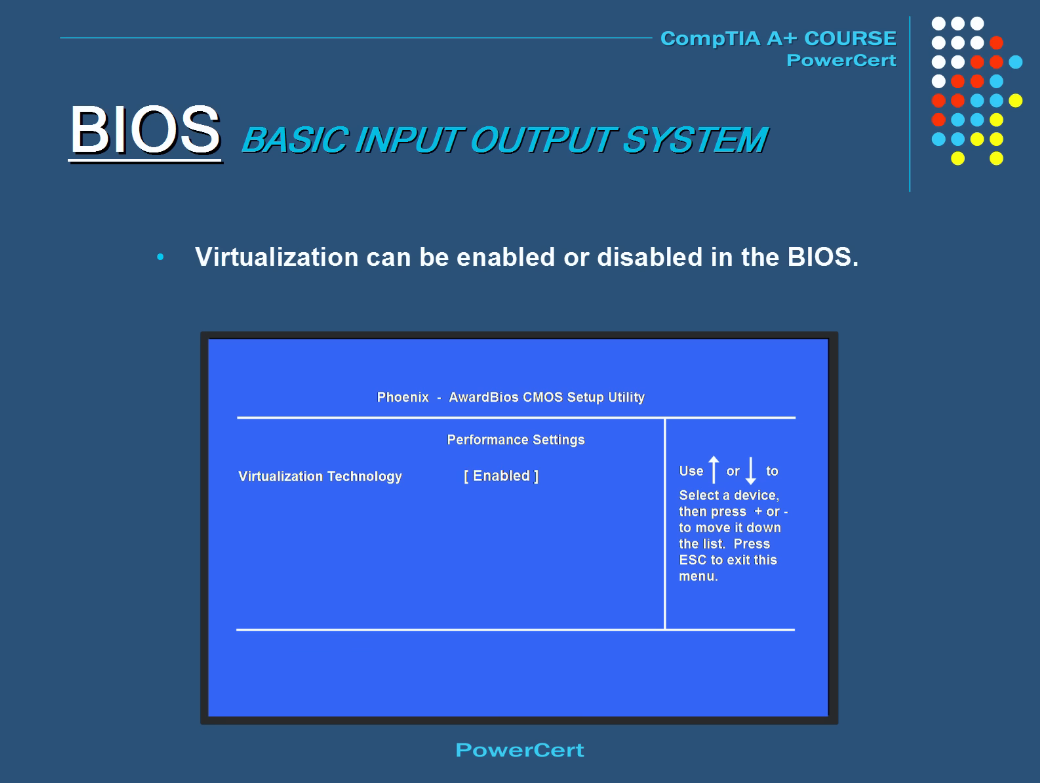 CompTIA A+ COURSE
PowerCert
BIOS BASIC INPUT OUTPUT SYSTEM
• Virtualization can be enabled or disabled in the BIOS.
Phoenix - AwardBios CMOS Setup Utility
Performance Settings
Virtualization Technology [ Enabled ]
Use ↑ or ↓ to
Select a device,
then press + or -
to move it down
the list. Press
ESC to exit this
menu.
PowerCert